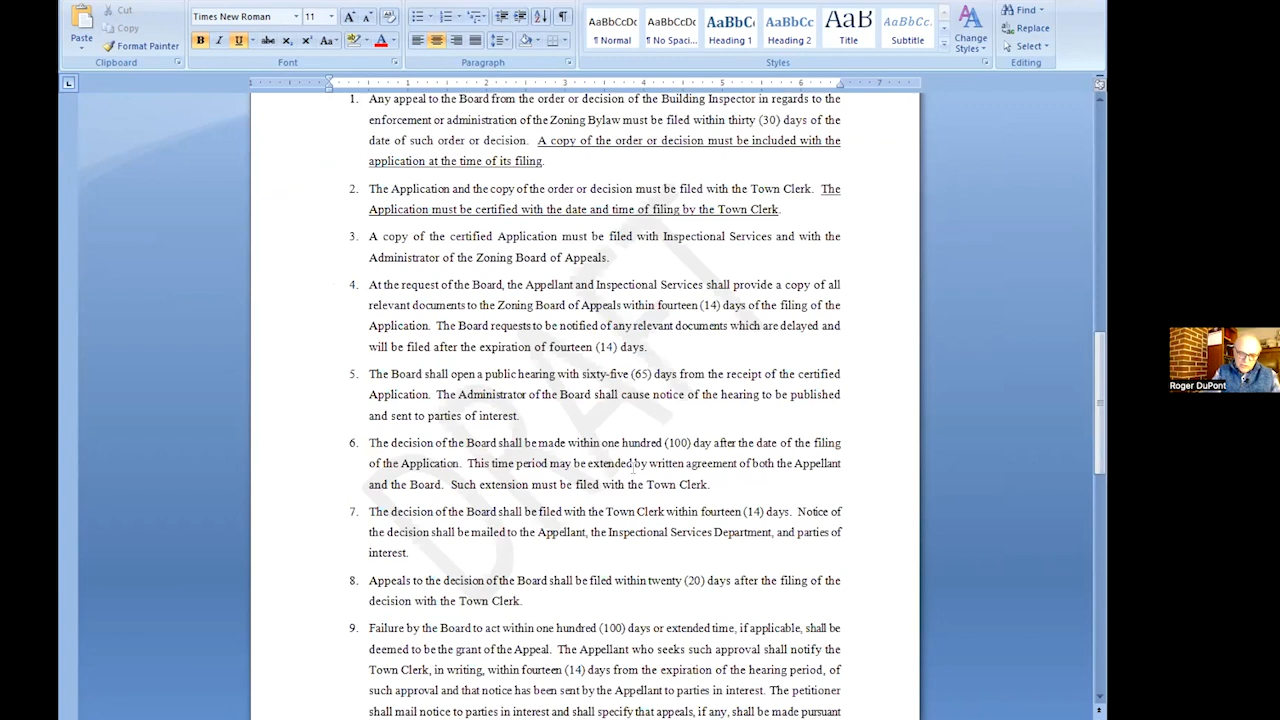 Cut
Copy
Format Painter
Paste
Clipboard
Times New Roman
11
B I U abc x₂ x² Aa A
Font
Paragraph
AaBbCcDc
¶ Normal
AaBbCcDc
¶ No Spaci...
AaBbC
Heading 1
AaBbCc
Heading 2
AaB
Title
AaBbCc.
Subtitle
Change
Styles
Styles
Find
Replace
Select
Editing
1 1 2 3 4 5 6 7
1. Any appeal to the Board from the order or decision of the Building Inspector in regards to the
enforcement or administration of the Zoning Bylaw must be filed within thirty (30) days of the
date of such order or decision. A copy of the order or decision must be included with the
application at the time of its filing.
2. The Application and the copy of the order or decision must be filed with the Town Clerk. The
Application must be certified with the date and time of filing by the Town Clerk.
3. A copy of the certified Application must be filed with Inspectional Services and with the
Administrator of the Zoning Board of Appeals.
4. At the request of the Board, the Appellant and Inspectional Services shall provide a copy of all
relevant documents to the Zoning Board of Appeals within fourteen (14) days of the filing of the
Application. The Board requests to be notified of any relevant documents which are delayed and
will be filed after the expiration of fourteen (14) days.
5. The Board shall open a public hearing with sixty-five (65) days from the receipt of the certified
Application. The Administrator of the Board shall cause notice of the hearing to be published
and sent to parties of interest.
6. The decision of the Board shall be made within one hundred (100) day after the date of the filing
of the Application. This time period may be extended by written agreement of both the Appellant
and the Board. Such extension must be filed with the Town Clerk.
7. The decision of the Board shall be filed with the Town Clerk within fourteen (14) days. Notice of
the decision shall be mailed to the Appellant, the Inspectional Services Department, and parties of
interest.
8. Appeals to the decision of the Board shall be filed within twenty (20) days after the filing of the
decision with the Town Clerk.
9. Failure by the Board to act within one hundred (100) days or extended time, if applicable, shall be
deemed to be the grant of the Appeal. The Appellant who seeks such approval shall notify the
Town Clerk, in writing, within fourteen (14) days from the expiration of the hearing period, of
such approval and that notice has been sent by the Appellant to parties in interest. The petitioner
shall mail notice to parties in interest and shall specify that appeals, if any, shall be made pursuant
DRAFT
Roger DuPont